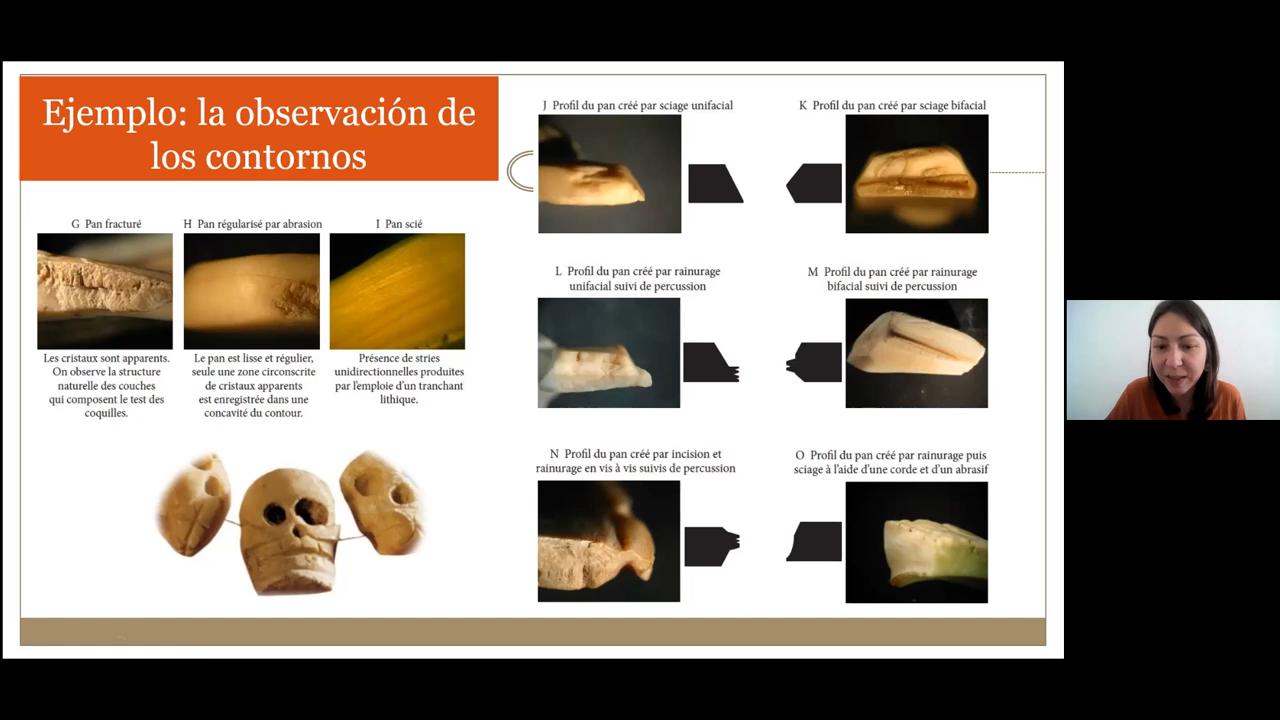 Ejemplo: la observación de
los contornos
G Pan fracturé
H Pan régularisé par abrasion
I Pan scié
Les cristaux sont apparents.
On observe la structure
naturelle des couches
qui composent le test des
coquilles.
Le pan est lisse et régulier,
seule une zone circonscrite
de cristaux apparents
est enregistrée dans une
concavité du contour.
Présence de stries
unidirectionnelles produites
par l'emploie d'un tranchant
lithique.
J Profil du pan créé par sciage unifacial
K Profil du pan créé par sciage bifacial
L Profil du pan créé par rainurage
unifacial suivi de percussion
M Profil du pan créé par rainurage
bifacial suivi de percussion
N Profil du pan créé par incision et
rainurage en vis à vis suivis de percussion
O Profil du pan créé par rainurage puis
sciage à l'aide d'une corde et d'un abrasif